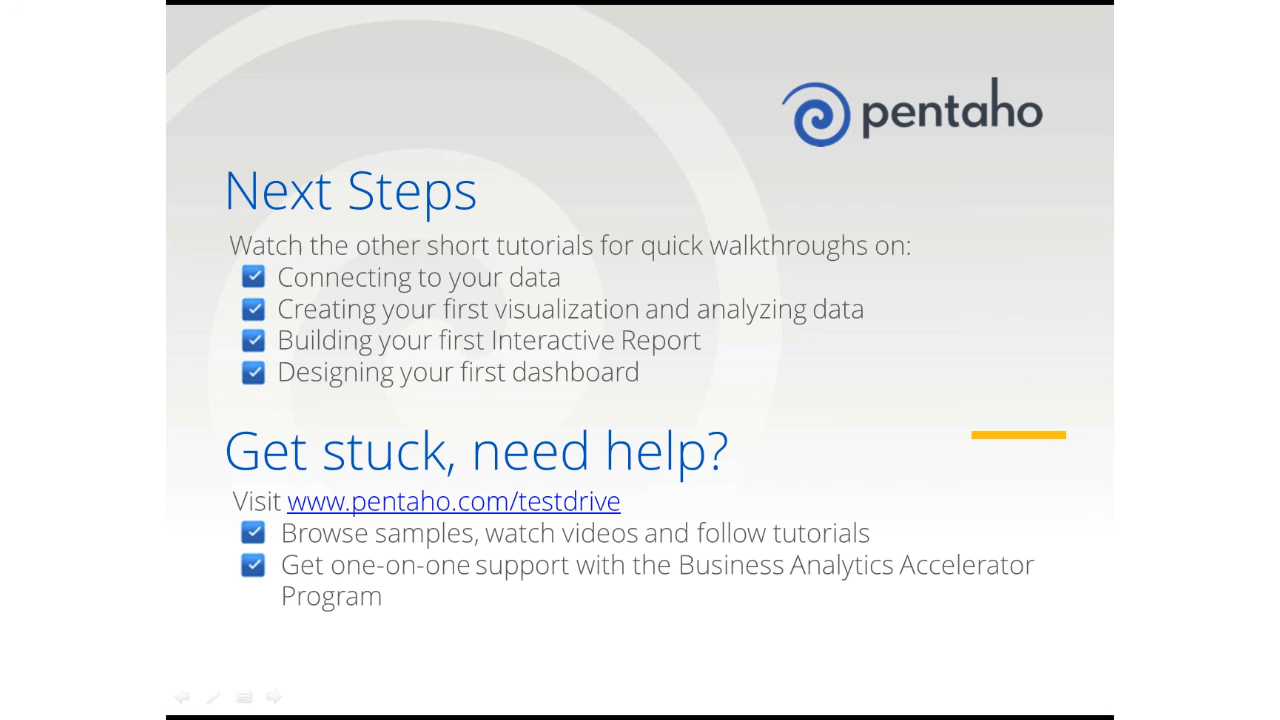 pentaho
Next Steps
Watch the other short tutorials for quick walkthroughs on:
Connecting to your data
Creating your first visualization and analyzing data
Building your first Interactive Report
Designing your first dashboard
Get stuck, need help?
Visit www.pentaho.com/testdrive
Browse samples, watch videos and follow tutorials
Get one-on-one support with the Business Analytics Accelerator
Program